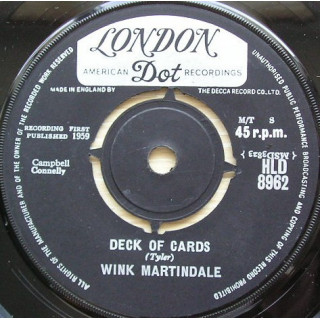 LONDON
AMERICAN Dot RECORDINGS
MADE IN ENGLAND BY THE DECCA RECORD CO. LTD.
ALL RIGHTS OF THE MANUFACTURER AND OF THE OWNER OF THE RECORDED WORK RESERVED
UNAUTHORISED PUBLIC PERFORMANCE BROADCASTING AND COPYING OF THIS RECORD PROHIBITED
RECORDING FIRST
PUBLISHED 1959
M/T S
45 r.p.m.
HLD
8962
Campbell
Connelly
DECK OF CARDS
(Tyler)
WINK MARTINDALE